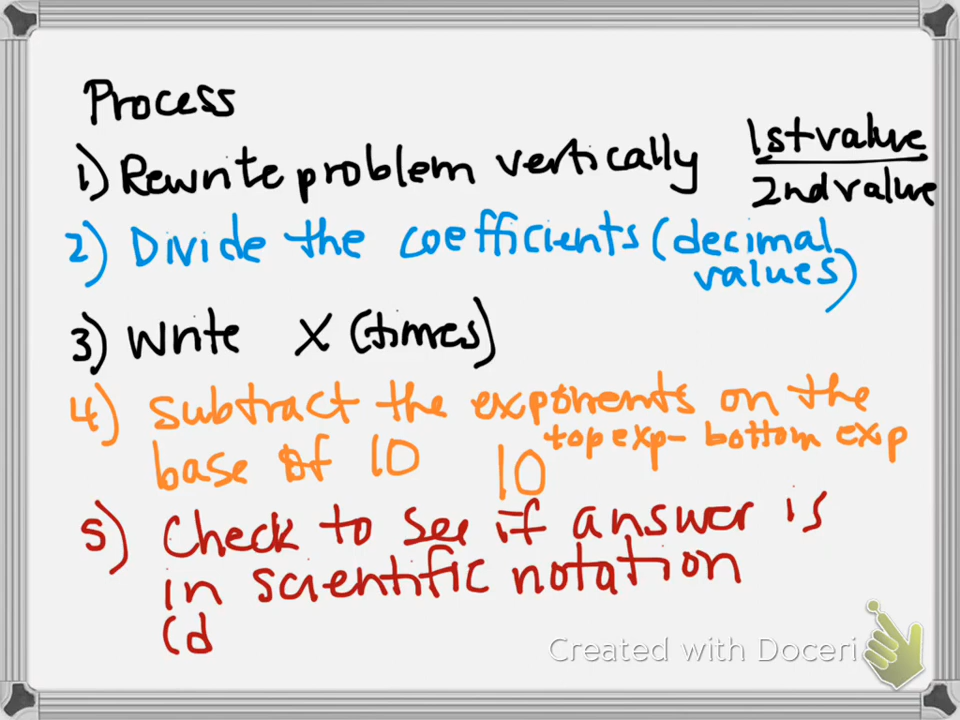 Process
1) Rewrite problem vertically 1st value
2nd value
2) Divide the coefficients (decimal
values)
3) Write X (times)
4) Subtract the exponents on the
base of 10 10 top exp- bottom exp
5) Check to see if answer is
in scientific notation
(d
Created with Doceri